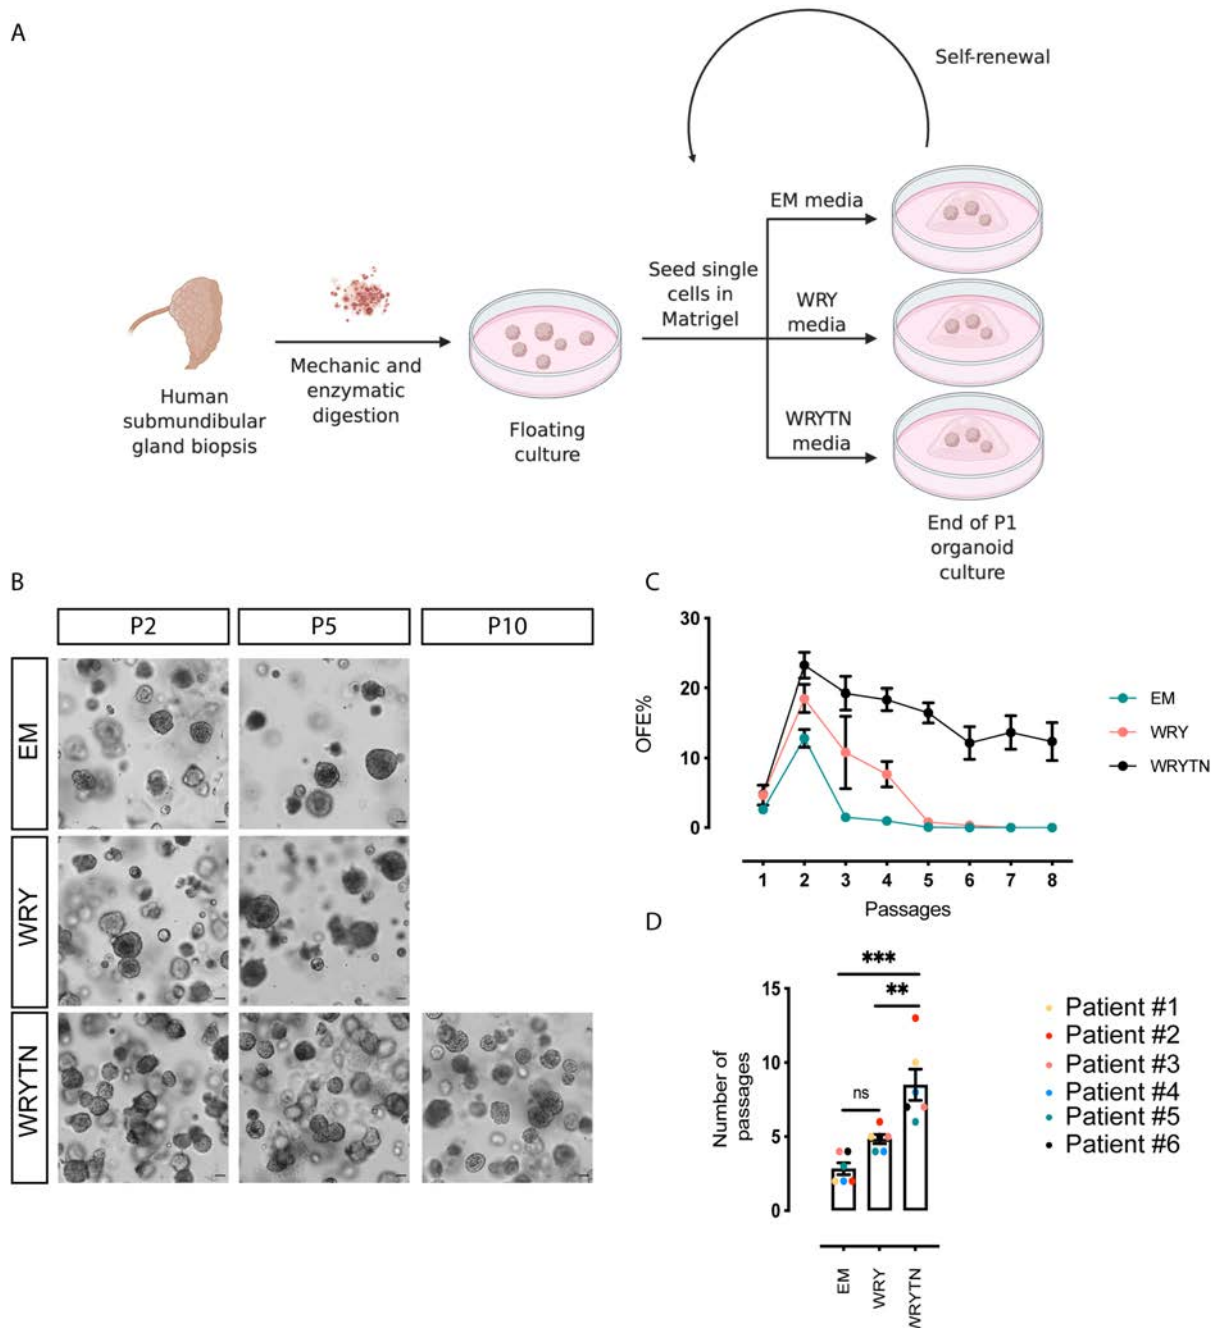 A
Self-renewal
EM media
Seed single
cells in
Matrigel
WRY
media
WRYTN
media
Human
submundibular
gland biopsis
Mechanic and
enzymatic
digestion
Floating
culture
End of P1
organoid
culture
B
P2
P5
P10
EM
WRY
WRYTN
C
OFE%
30
20
10
0
1 2 3 4 5 6 7 8
Passages
EM
WRY
WRYTN
D
Number of
passages
15
10
5
0
***
**
ns
EM
WRY
WRYTN
Patient #1
Patient #2
Patient #3
Patient #4
Patient #5
Patient #6